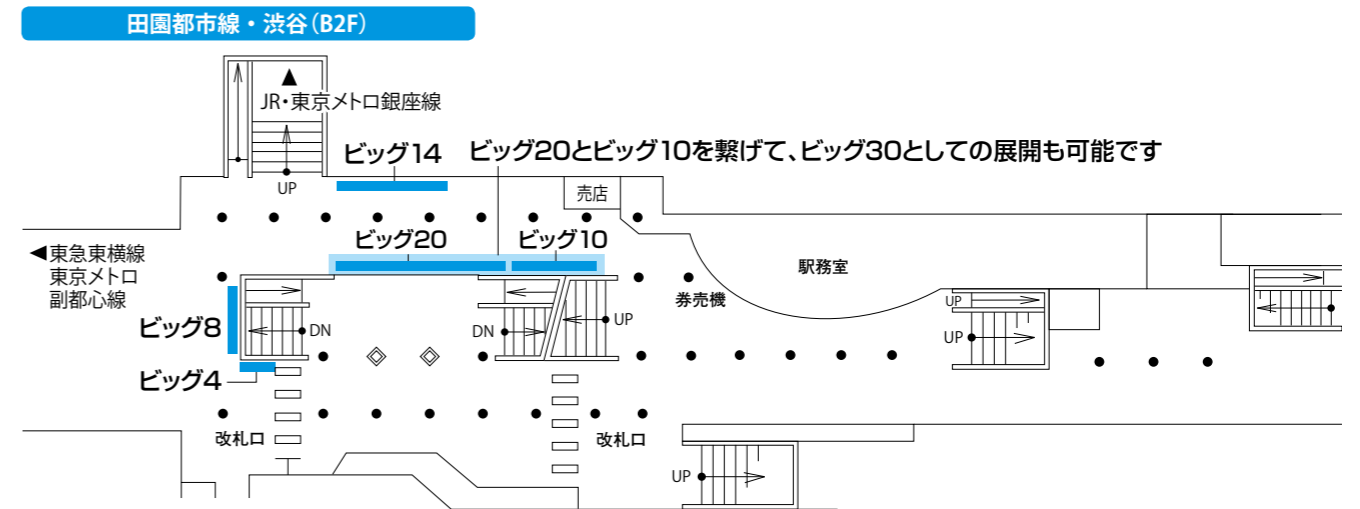 田園都市線・渋谷（B2F）
▲
JR・東京メトロ銀座線
ビッグ14
ビッグ20とビッグ10を繋げて、ビッグ30としての展開も可能です
UP
売店
◀東急東横線
東京メトロ
副都心線
ビッグ20
ビッグ10
駅務室
券売機
ビッグ8
DN
DN
UP
UP
UP
ビッグ4
改札口
改札口
UP